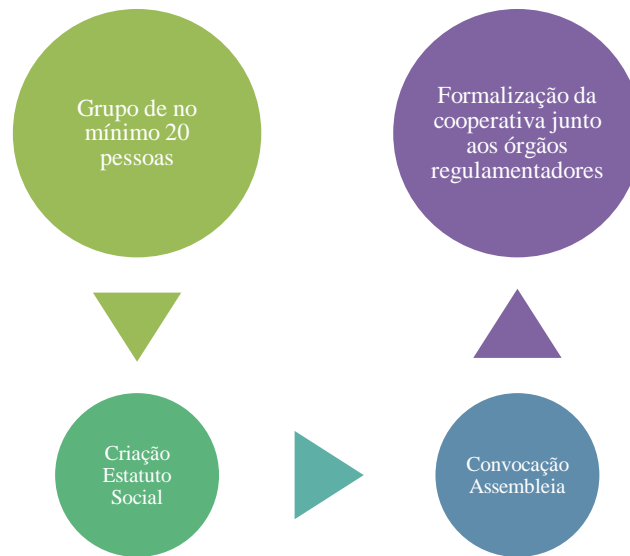 Grupo de no
mínimo 20
pessoas
Criação
Estatuto
Social
Convocação
Assembleia
Formalização da
cooperativa junto
aos órgãos
regulamentadores